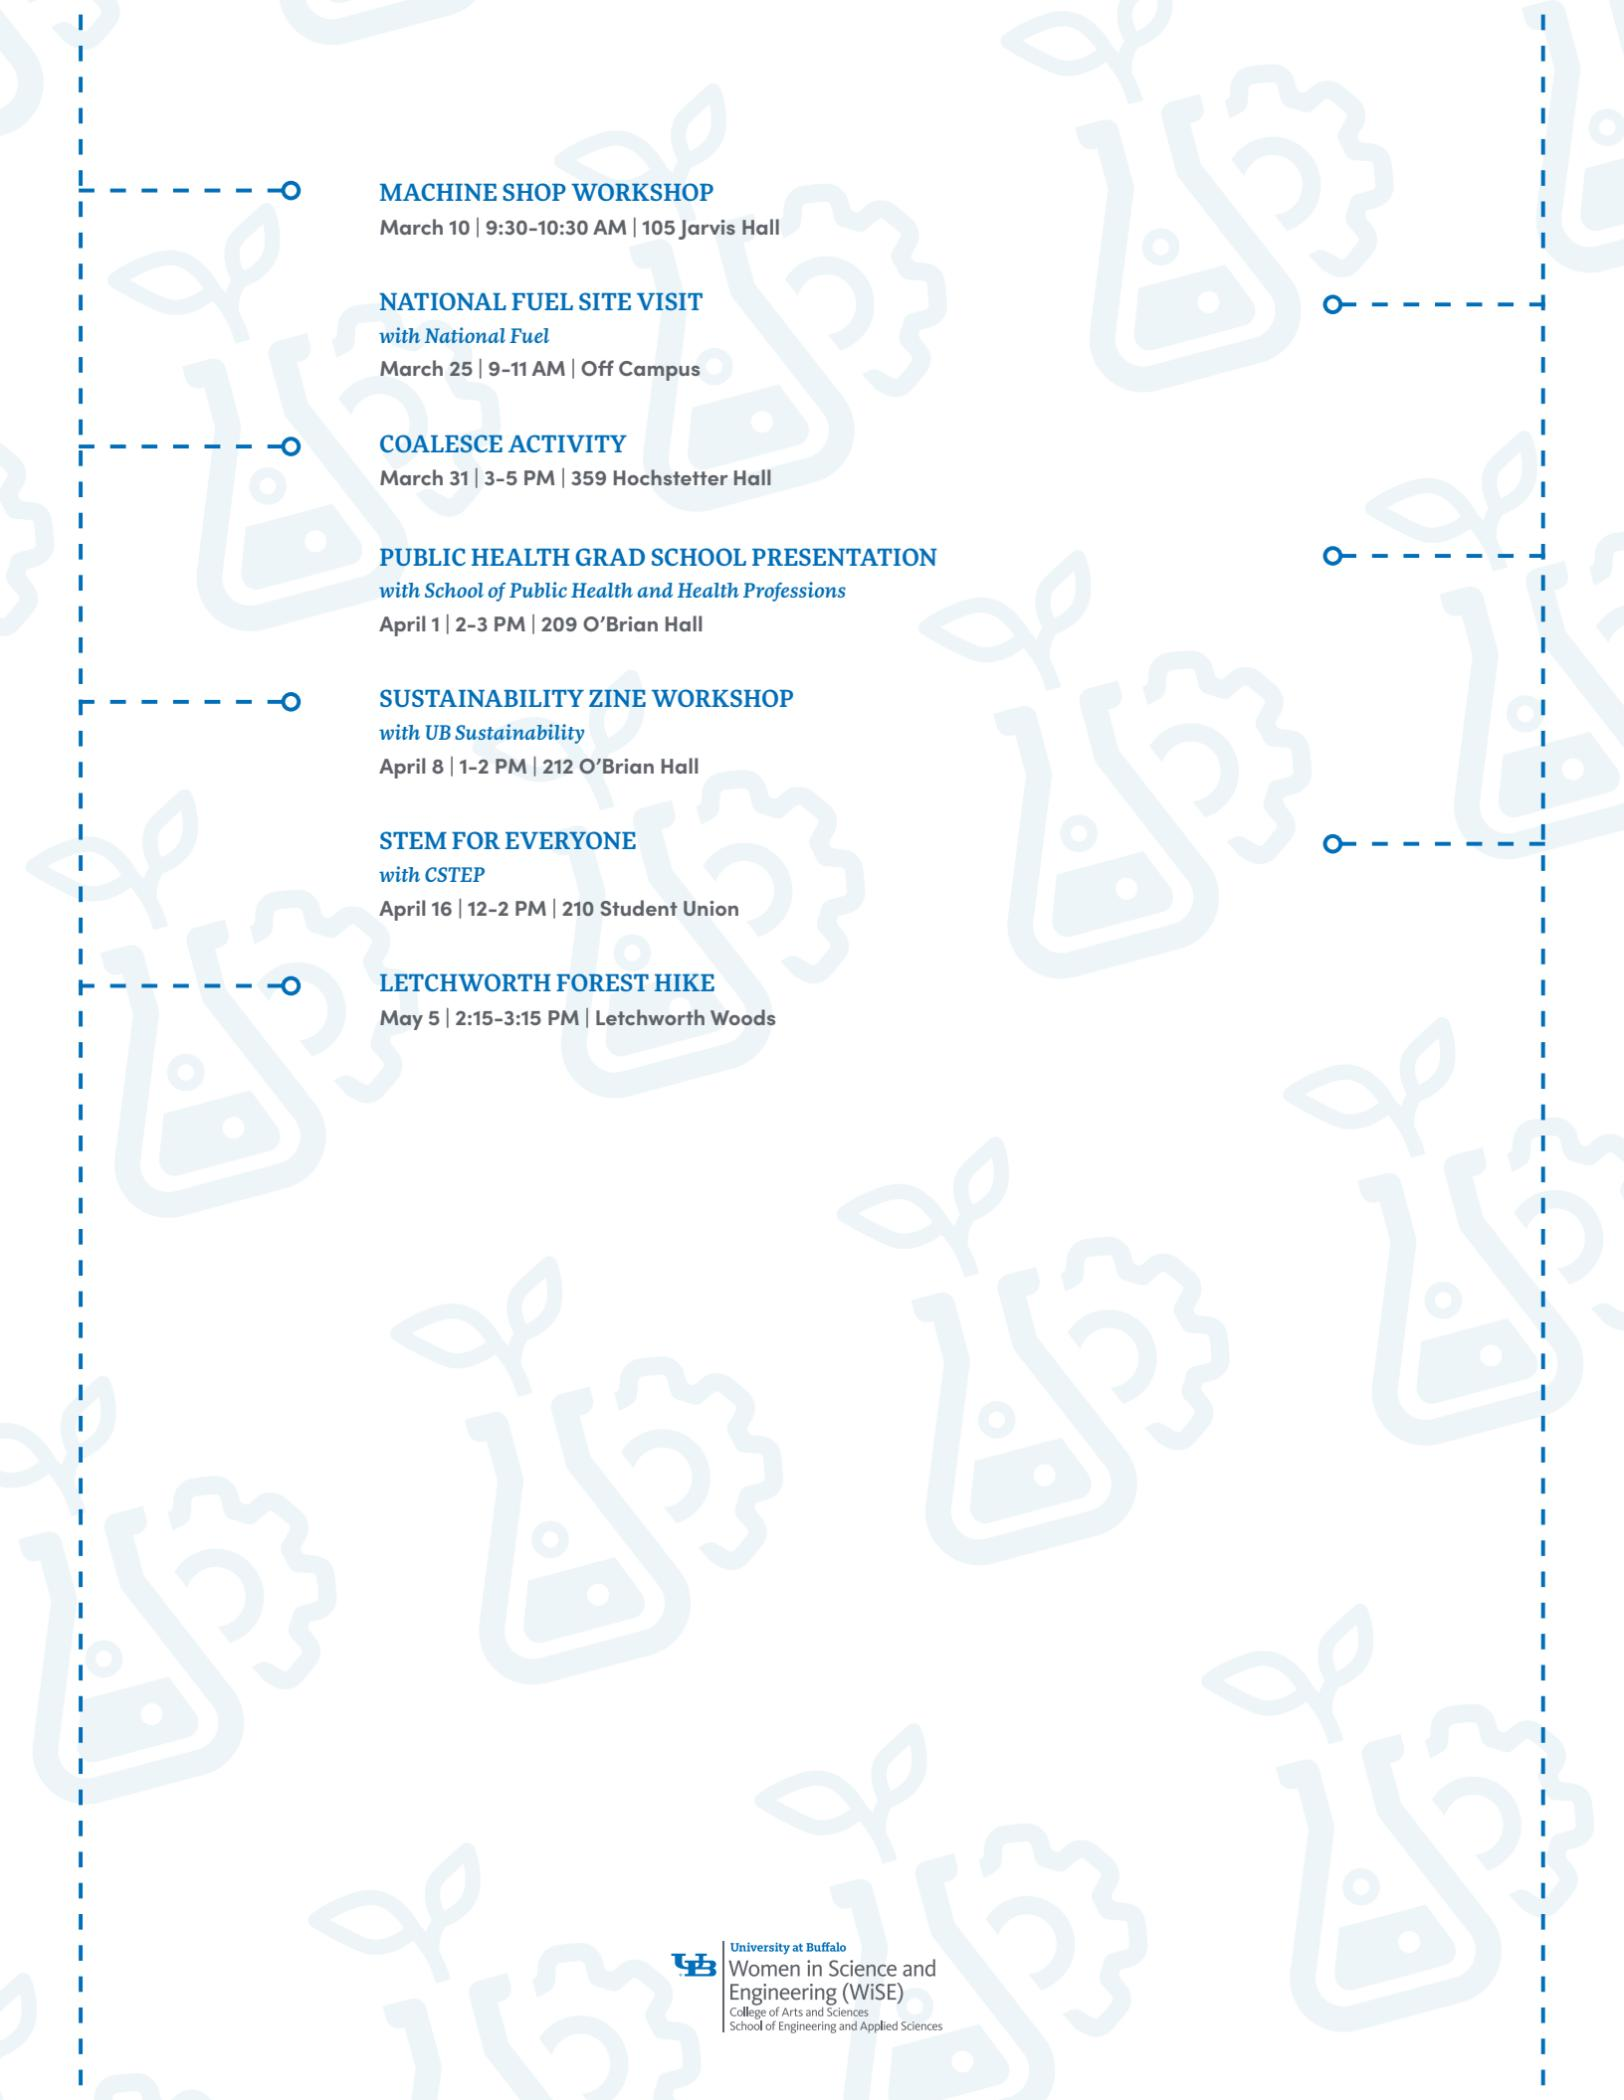 MACHINE SHOP WORKSHOP
March 10 | 9:30-10:30 AM | 105 Jarvis Hall
NATIONAL FUEL SITE VISIT
with National Fuel
March 25 | 9-11 AM | Off Campus
COALESCE ACTIVITY
March 31 | 3-5 PM | 359 Hochstetter Hall
PUBLIC HEALTH GRAD SCHOOL PRESENTATION
with School of Public Health and Health Professions
April 1 | 2-3 PM | 209 O’Brian Hall
SUSTAINABILITY ZINE WORKSHOP
with UB Sustainability
April 8 | 1-2 PM | 212 O’Brian Hall
STEM FOR EVERYONE
with CSTEP
April 16 | 12-2 PM | 210 Student Union
LETCHWORTH FOREST HIKE
May 5 | 2:15-3:15 PM | Letchworth Woods
UB
University at Buffalo
Women in Science and
Engineering (WiSE)
College of Arts and Sciences
School of Engineering and Applied Sciences